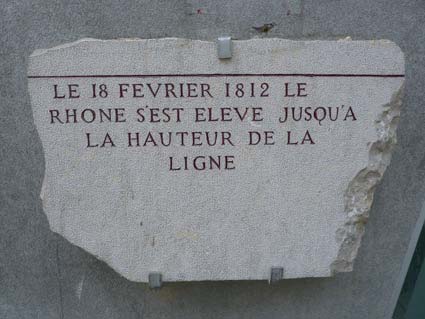 LE 18 FEVRIER 1812 LE
RHONE S'EST ELEVE JUSQU'A
LA HAUTEUR DE LA
LIGNE